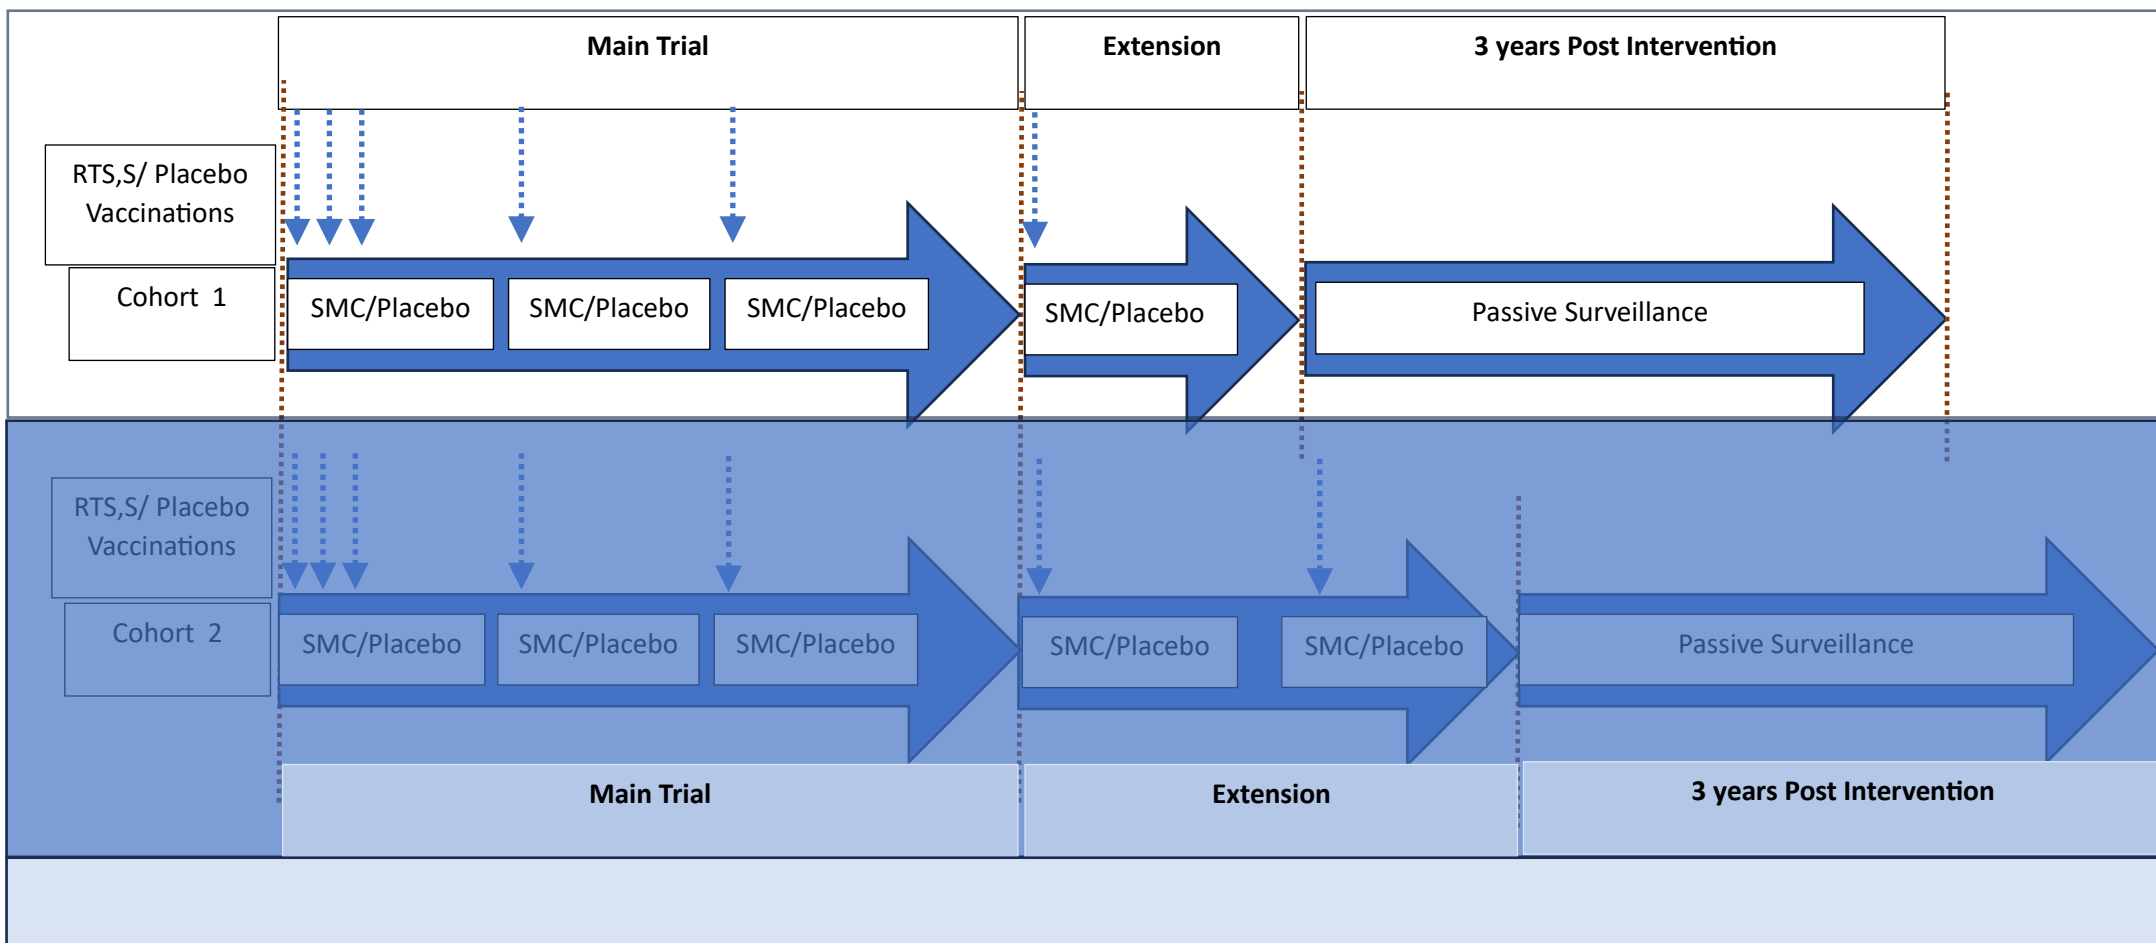 Main Trial
Extension
3 years Post Intervention
RTS,S/ Placebo
Vaccinations
Cohort 1
SMC/Placebo
SMC/Placebo
SMC/Placebo
SMC/Placebo
Passive Surveillance
RTS,S/ Placebo
Vaccinations
Cohort 2
SMC/Placebo
SMC/Placebo
SMC/Placebo
SMC/Placebo
SMC/Placebo
Passive Surveillance
Main Trial
Extension
3 years Post Intervention